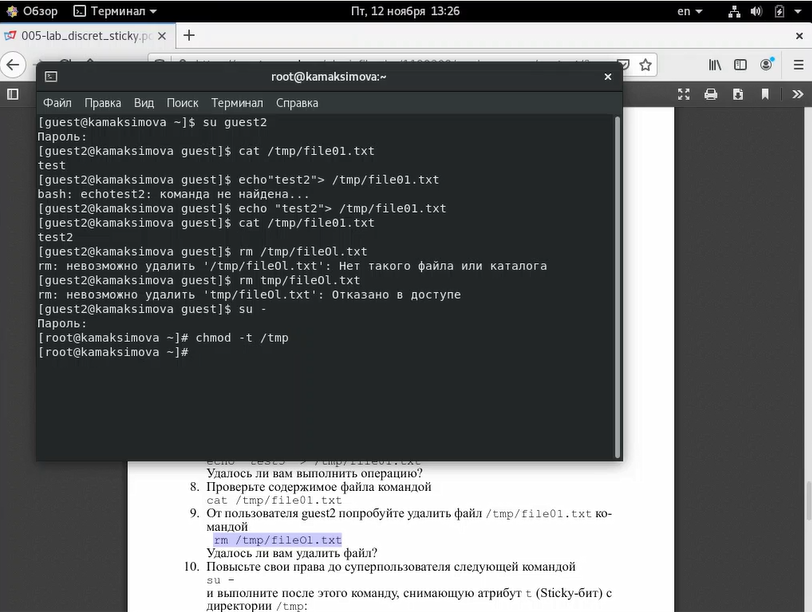 Обзор
Терминал
Пт, 12 ноября 13:26
en
005-lab_discret_sticky.p
root@kamaksimova:~
Файл Правка Вид Поиск Терминал Справка
[guest@kamaksimova ~]$ su guest2
Пароль:
[guest2@kamaksimova guest]$ cat /tmp/file01.txt
test
[guest2@kamaksimova guest]$ echo"test2"> /tmp/file01.txt
bash: echotest2: команда не найдена...
[guest2@kamaksimova guest]$ echo "test2"> /tmp/file01.txt
[guest2@kamaksimova guest]$ cat /tmp/file01.txt
test2
[guest2@kamaksimova guest]$ rm /tmp/fileOl.txt
rm: невозможно удалить '/tmp/fileOl.txt': Нет такого файла или каталога
[guest2@kamaksimova guest]$ rm tmp/fileOl.txt
rm: невозможно удалить 'tmp/fileOl.txt': Отказано в доступе
[guest2@kamaksimova guest]$ su -
Пароль:
[root@kamaksimova ~]# chmod -t /tmp
[root@kamaksimova ~]#
echo "test3" > /tmp/file01.txt
Удалось ли вам выполнить операцию?
8. Проверьте содержимое файла командой
cat /tmp/file01.txt
9. От пользователя guest2 попробуйте удалить файл /tmp/file01.txt ко-
мандой
rm /tmp/fileOl.txt
Удалось ли вам удалить файл?
10. Повысьте свои права до суперпользователя следующей командой
su -
и выполните после этого команду, снимающую атрибут t (Sticky-бит) с
директории /tmp: